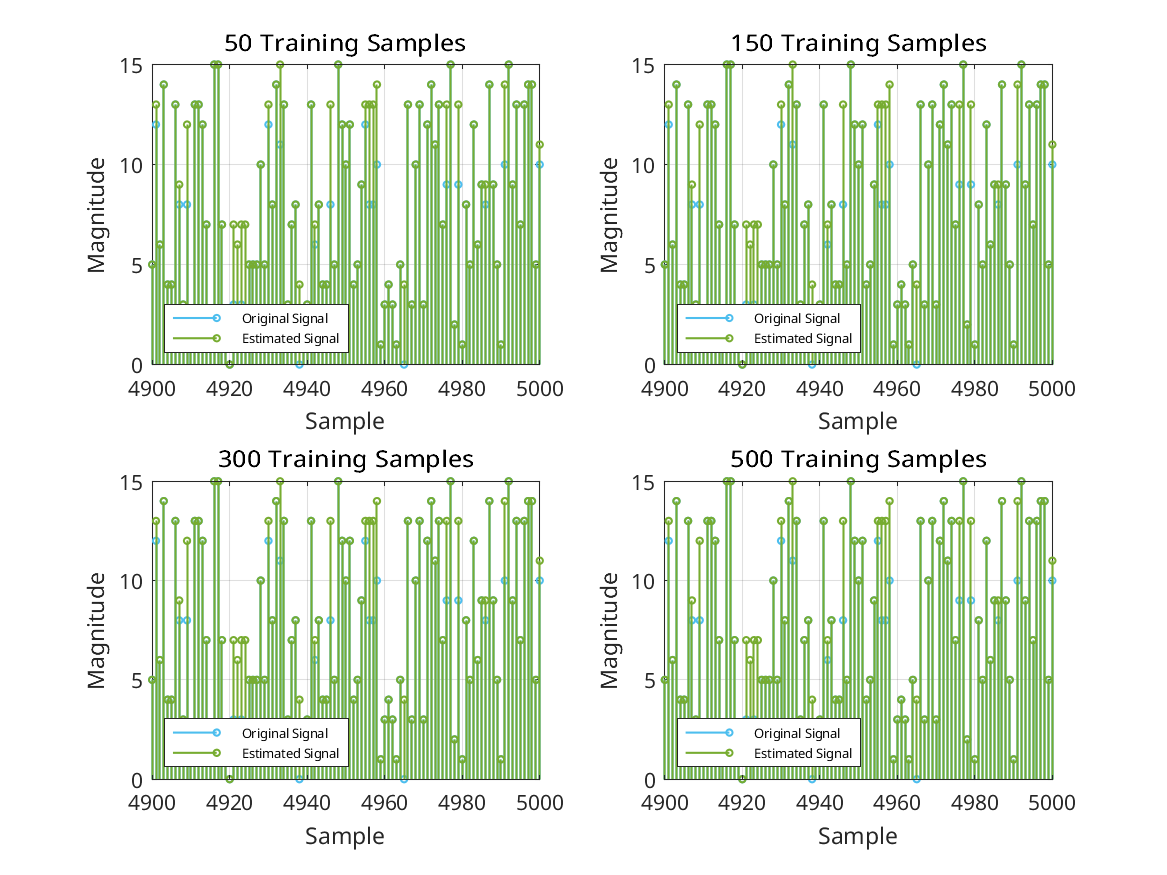 50 Training Samples
150 Training Samples
15
10
5
0
Magnitude
4900 4920 4940 4960 4980 5000
Sample
Original Signal
Estimated Signal
15
10
5
0
Magnitude
4900 4920 4940 4960 4980 5000
Sample
Original Signal
Estimated Signal
300 Training Samples
500 Training Samples
15
10
5
0
Magnitude
4900 4920 4940 4960 4980 5000
Sample
Original Signal
Estimated Signal
15
10
5
0
Magnitude
4900 4920 4940 4960 4980 5000
Sample
Original Signal
Estimated Signal